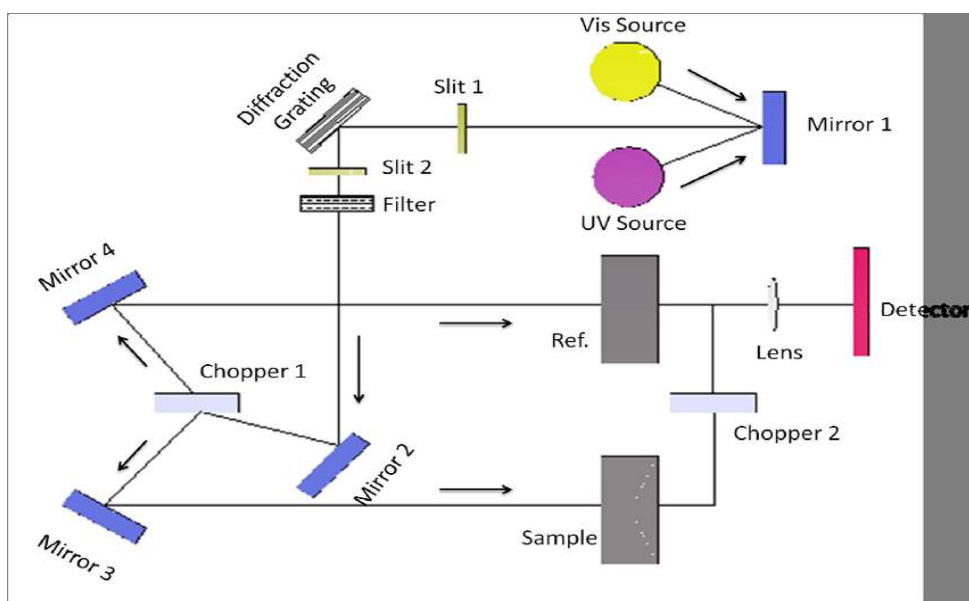 Vis Source
Diffraction
Grating
Slit 1
Mirror 1
Slit 2
Filter
UV Source
Mirror 4
Detector
Ref.
Lens
Chopper 1
Chopper 2
Mirror 2
Sample
Mirror 3